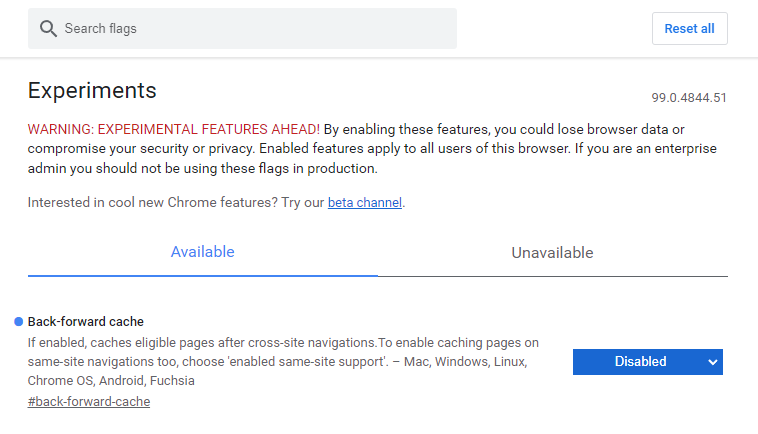 Search flags
Reset all
Experiments
99.0.4844.51
WARNING: EXPERIMENTAL FEATURES AHEAD! By enabling these features, you could lose browser data or
compromise your security or privacy. Enabled features apply to all users of this browser. If you are an enterprise
admin you should not be using these flags in production.
Interested in cool new Chrome features? Try our beta channel.
Available
Unavailable
Back-forward cache
If enabled, caches eligible pages after cross-site navigations.To enable caching pages on
same-site navigations too, choose 'enabled same-site support'. – Mac, Windows, Linux,
Chrome OS, Android, Fuchsia
#back-forward-cache
Disabled